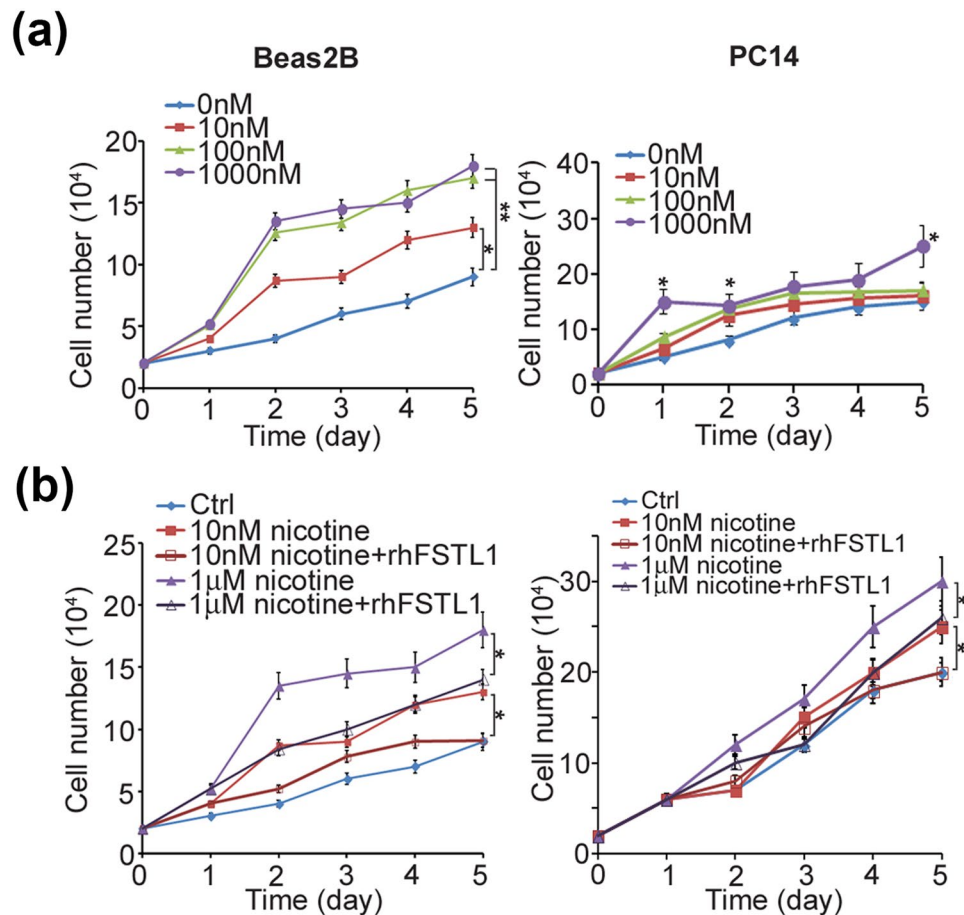 (a)
Beas2B
0nM
10nM
100nM
1000nM
Cell number (10⁴)
20
15
10
5
0
**
*
0 1 2 3 4 5
Time (day)
PC14
0nM
10nM
100nM
1000nM
Cell number (10⁴)
40
30
20
10
0
* * *
0 1 2 3 4 5
Time (day)
(b)
Ctrl
10nM nicotine
10nM nicotine+rhFSTL1
1μM nicotine
1μM nicotine+rhFSTL1
Cell number (10⁴)
25
20
15
10
5
0
*
*
0 1 2 3 4 5
Time (day)
Ctrl
10nM nicotine
10nM nicotine+rhFSTL1
1μM nicotine
1μM nicotine+rhFSTL1
Cell number (10⁴)
30
20
10
0
*
*
0 1 2 3 4 5
Time (day)